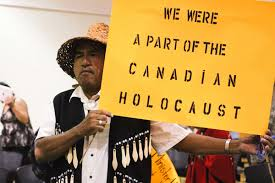 WE WERE
A PART OF THE
CANADIAN
HOLOCAUST